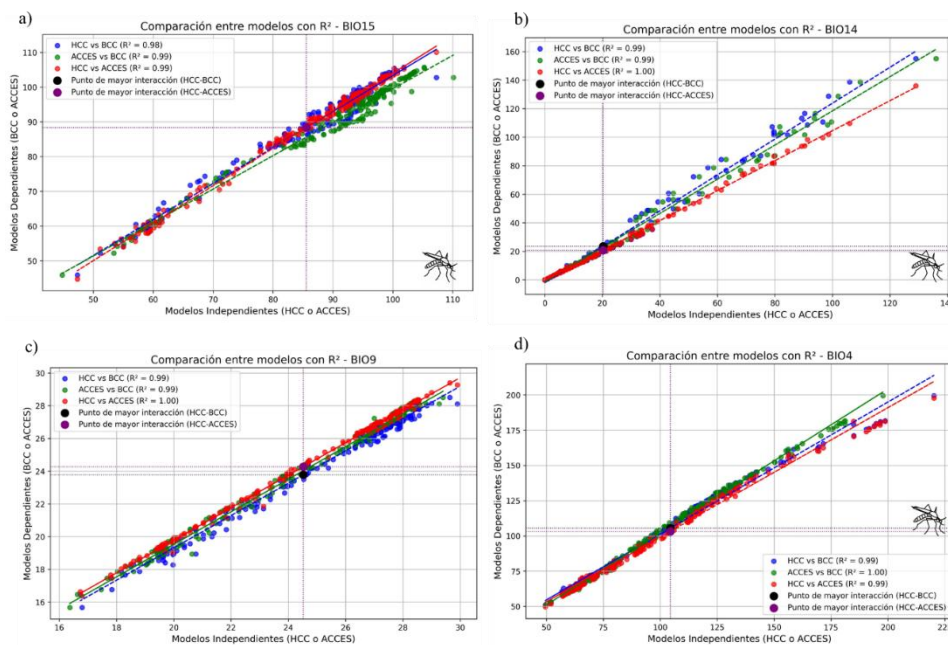 a)
Comparación entre modelos con R² - BIO15
HCC vs BCC (R² = 0.98)
ACCES vs BCC (R² = 0.99)
HCC vs ACCES (R² = 0.99)
Punto de mayor interacción (HCC-BCC)
Punto de mayor interacción (HCC-ACCES)
Modelos Dependientes (BCC o ACCES)
110
100
90
80
70
60
50
50 60 70 80 90 100 110
Modelos Independientes (HCC o ACCES)
b)
Comparación entre modelos con R² - BIO14
HCC vs BCC (R² = 0.99)
ACCES vs BCC (R² = 0.99)
HCC vs ACCES (R² = 1.00)
Punto de mayor interacción (HCC-BCC)
Punto de mayor interacción (HCC-ACCES)
Modelos Dependientes (BCC o ACCES)
160
140
120
100
80
60
40
20
0
0 20 40 60 80 100 120
Modelos Independientes (HCC o ACCES)
c)
Comparación entre modelos con R² - BIO9
HCC vs BCC (R² = 0.99)
ACCES vs BCC (R² = 0.99)
HCC vs ACCES (R² = 1.00)
Punto de mayor interacción (HCC-BCC)
Punto de mayor interacción (HCC-ACCES)
Modelos Dependientes (BCC o ACCES)
30
28
26
24
22
20
18
16
16 18 20 22 24 26 28 30
Modelos Independientes (HCC o ACCES)
d)
Comparación entre modelos con R² - BIO4
Modelos Dependientes (BCC o ACCES)
200
175
150
125
100
75
50
HCC vs BCC (R² = 0.99)
ACCES vs BCC (R² = 1.00)
HCC vs ACCES (R² = 0.99)
Punto de mayor interacción (HCC-BCC)
Punto de mayor interacción (HCC-ACCES)
50 75 100 125 150 175 200
Modelos Independientes (HCC o ACCES)